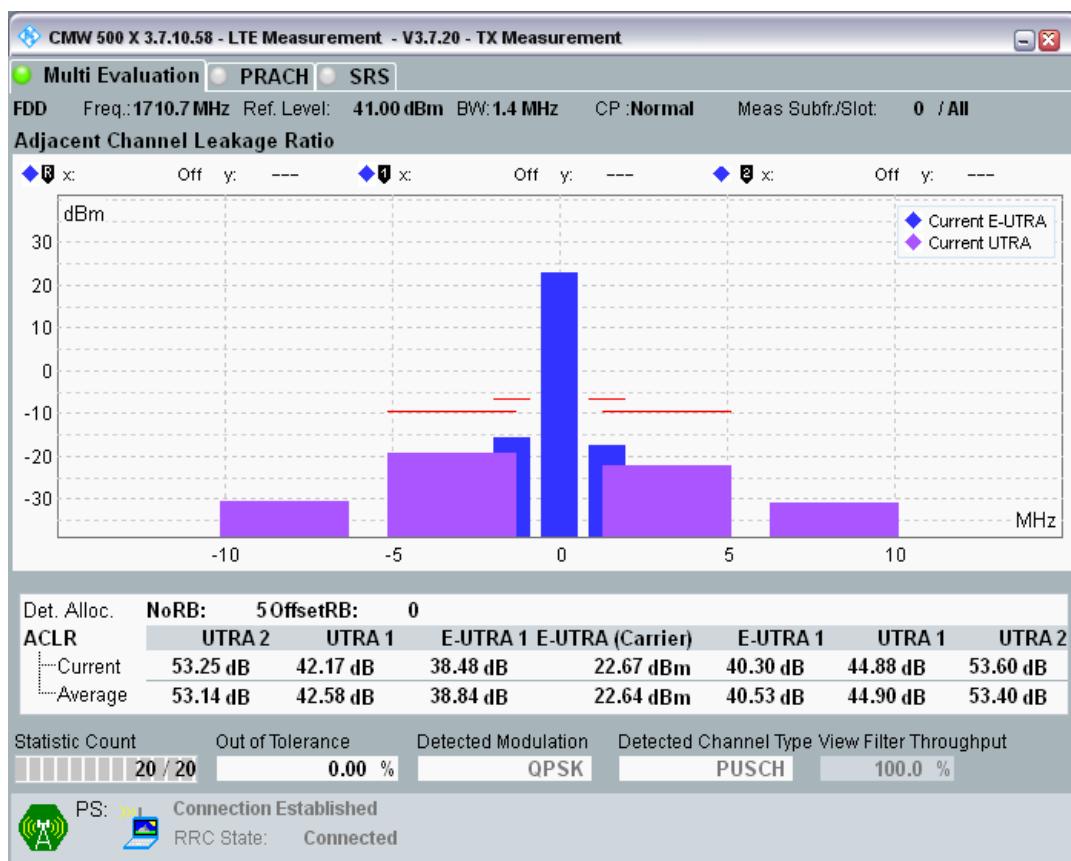 CMW 500 X 3.7.10.58 - LTE Measurement - V3.7.20 - TX Measurement
Multi Evaluation PRACH SRS
FDD Freq.: 1710.7 MHz Ref. Level: 41.00 dBm BW: 1.4 MHz CP : Normal Meas Subfr./Slot: 0 / All
Adjacent Channel Leakage Ratio
R x: Off y: --- 1 x: Off y: --- 2 x: Off y: ---
dBm
Current E-UTRA
Current UTRA
30
20
10
0
-10
-20
-30
MHz
-10 -5 0 5 10
Det. Alloc. NoRB: 5 OffsetRB: 0
ACLR UTRA 2 UTRA 1 E-UTRA 1 E-UTRA (Carrier) E-UTRA 1 UTRA 1 UTRA 2
Current 53.25 dB 42.17 dB 38.48 dB 22.67 dBm 40.30 dB 44.88 dB 53.60 dB
Average 53.14 dB 42.58 dB 38.84 dB 22.64 dBm 40.53 dB 44.90 dB 53.40 dB
Statistic Count Out of Tolerance Detected Modulation Detected Channel Type View Filter Throughput
20 / 20 0.00 % QPSK PUSCH 100.0 %
PS: Connection Established
RRC State: Connected